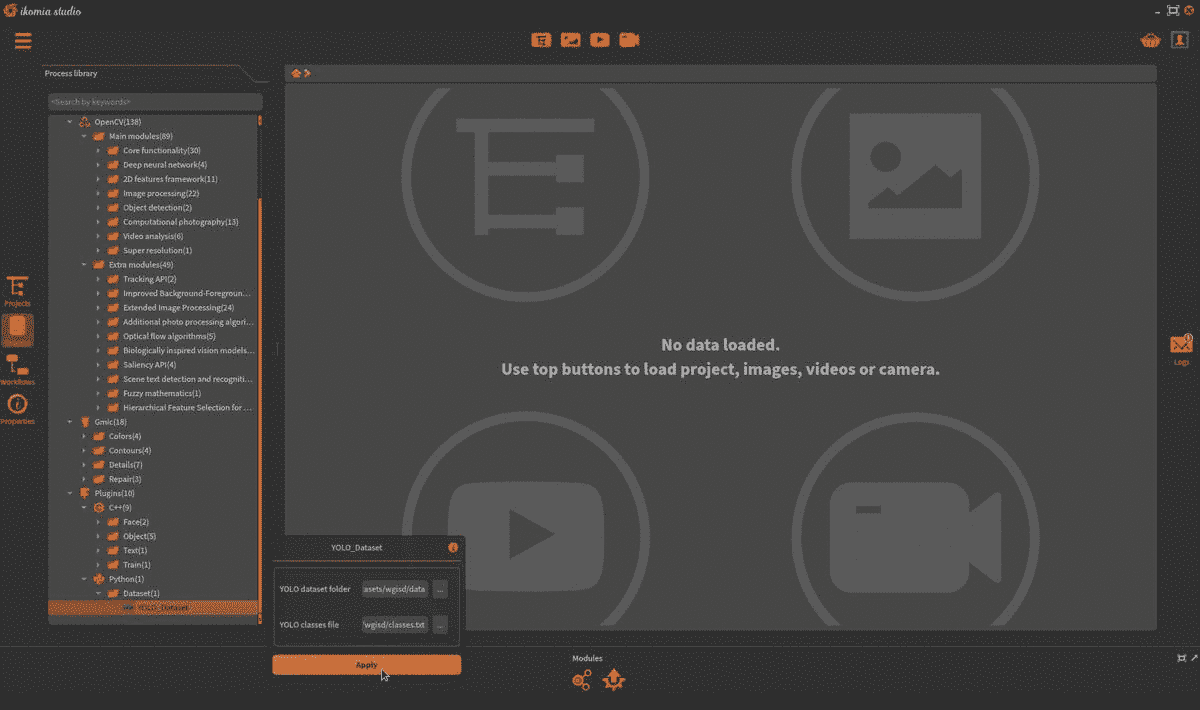 ikomia studio
Process library
<Search by keywords>
OpenCV(138)
Main modules(89)
Core functionality(30)
Deep neural network(4)
2D features framework(11)
Image processing(22)
Object detection(2)
Computational photography(13)
Video analysis(6)
Super resolution(1)
Extra modules(49)
Tracking API(2)
Improved Background-Foregroun...
Extended Image Processing(24)
Additional photo processing algori...
Optical flow algorithms(5)
Biologically inspired vision models...
Saliency API(4)
Scene text detection and recogniti...
Fuzzy mathematics(1)
Hierarchical Feature Selection for ...
Gmic(18)
Colors(4)
Contours(4)
Details(7)
Repair(3)
Plugins(10)
C++(9)
Face(2)
Object(5)
Text(1)
Train(1)
Python(1)
Dataset(1)
YOLO_Dataset
Projects
Workflows
Properties
No data loaded.
Use top buttons to load project, images, videos or camera.
Logs
YOLO_Dataset
YOLO dataset folder asets/wgisd/data ...
YOLO classes file /wgisd/classes.txt ...
Apply
Modules